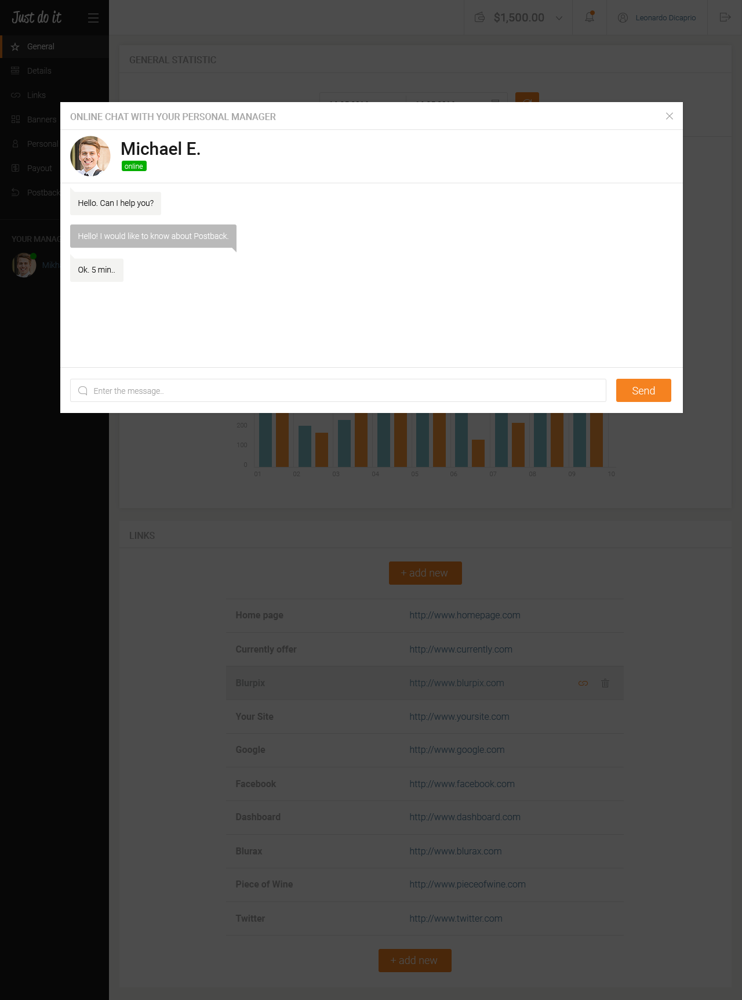 Just do it
$1,500.00
Leonardo Dicaprio
General
Details
Links
Banners
Personal
Payout
Postback
YOUR MANAG
Mikha
GENERAL STATISTIC
ONLINE CHAT WITH YOUR PERSONAL MANAGER
Michael E.
online
Hello. Can I help you?
Hello! I would like to know about Postback.
Ok. 5 min..
Enter the message..
Send
200
100
0
01 02 03 04 05 06 07 08 09 10
LINKS
+ add new
Home page http://www.homepage.com
Currently offer http://www.currently.com
Blurpix http://www.blurpix.com
Your Site http://www.yoursite.com
Google http://www.google.com
Facebook http://www.facebook.com
Dashboard http://www.dashboard.com
Blurax http://www.blurax.com
Piece of Wine http://www.pieceofwine.com
Twitter http://www.twitter.com
+ add new